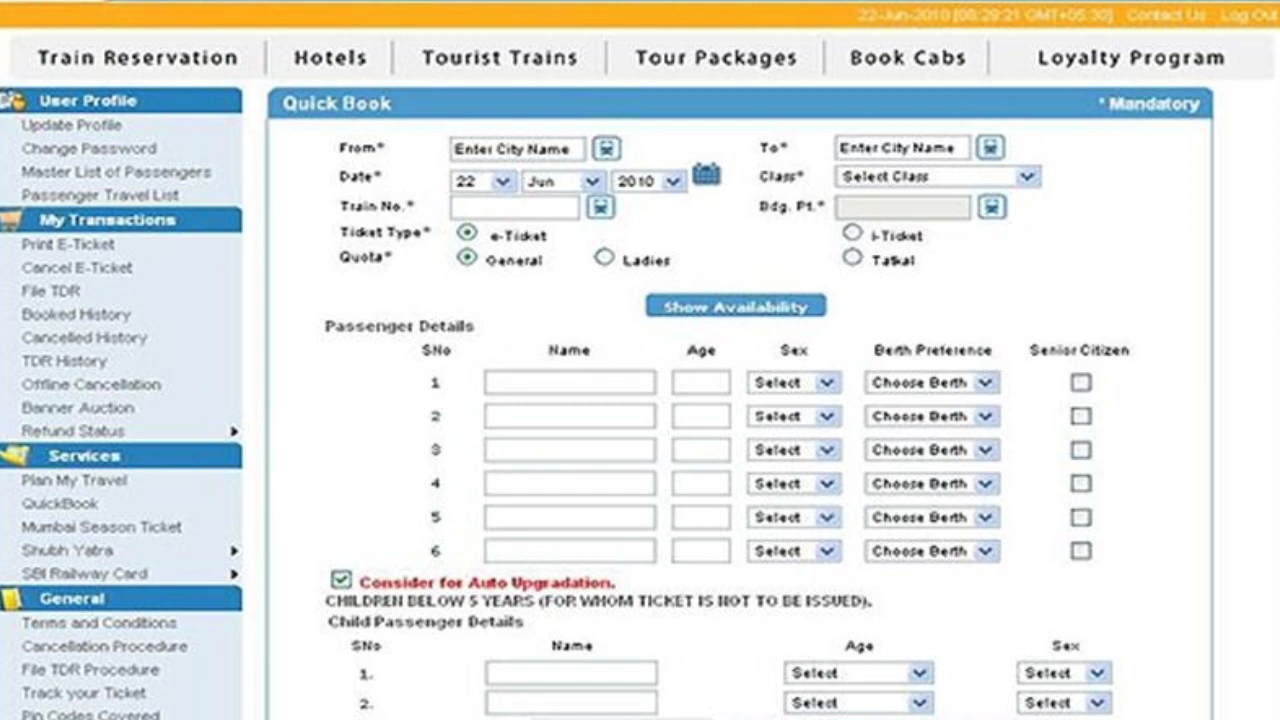 22-Jun-2010 [08:29:21 GMT+05:30] Contact Us Log Out
Train Reservation Hotels Tourist Trains Tour Packages Book Cabs Loyalty Program
User Profile
Update Profile
Change Password
Master List of Passengers
Passenger Travel List
My Transactions
Print E-Ticket
Cancel E-Ticket
File TDR
Booked History
Cancelled History
TDR History
Offline Cancellation
Banner Auction
Refund Status
Services
Plan My Travel
QuickBook
Mumbai Season Ticket
Shubh Yatra
SBI Railway Card
General
Terms and Conditions
Cancellation Procedure
File TDR Procedure
Track your Ticket
Pin Codes Covered
Quick Book * Mandatory
From* Enter City Name To* Enter City Name
Date* 22 Jun 2010 Class* Select Class
Train No.* Bdg. Pt.*
Ticket Type* e-Ticket i-Ticket
Quota* General Ladies Tatkal
Show Availability
Passenger Details
SNo Name Age Sex Berth Preference Senior Citizen
1 Select Choose Berth
2 Select Choose Berth
3 Select Choose Berth
4 Select Choose Berth
5 Select Choose Berth
6 Select Choose Berth
Consider for Auto Upgradation.
CHILDREN BELOW 5 YEARS (FOR WHOM TICKET IS NOT TO BE ISSUED).
Child Passenger Details
SNo Name Age Sex
1. Select Select
2. Select Select